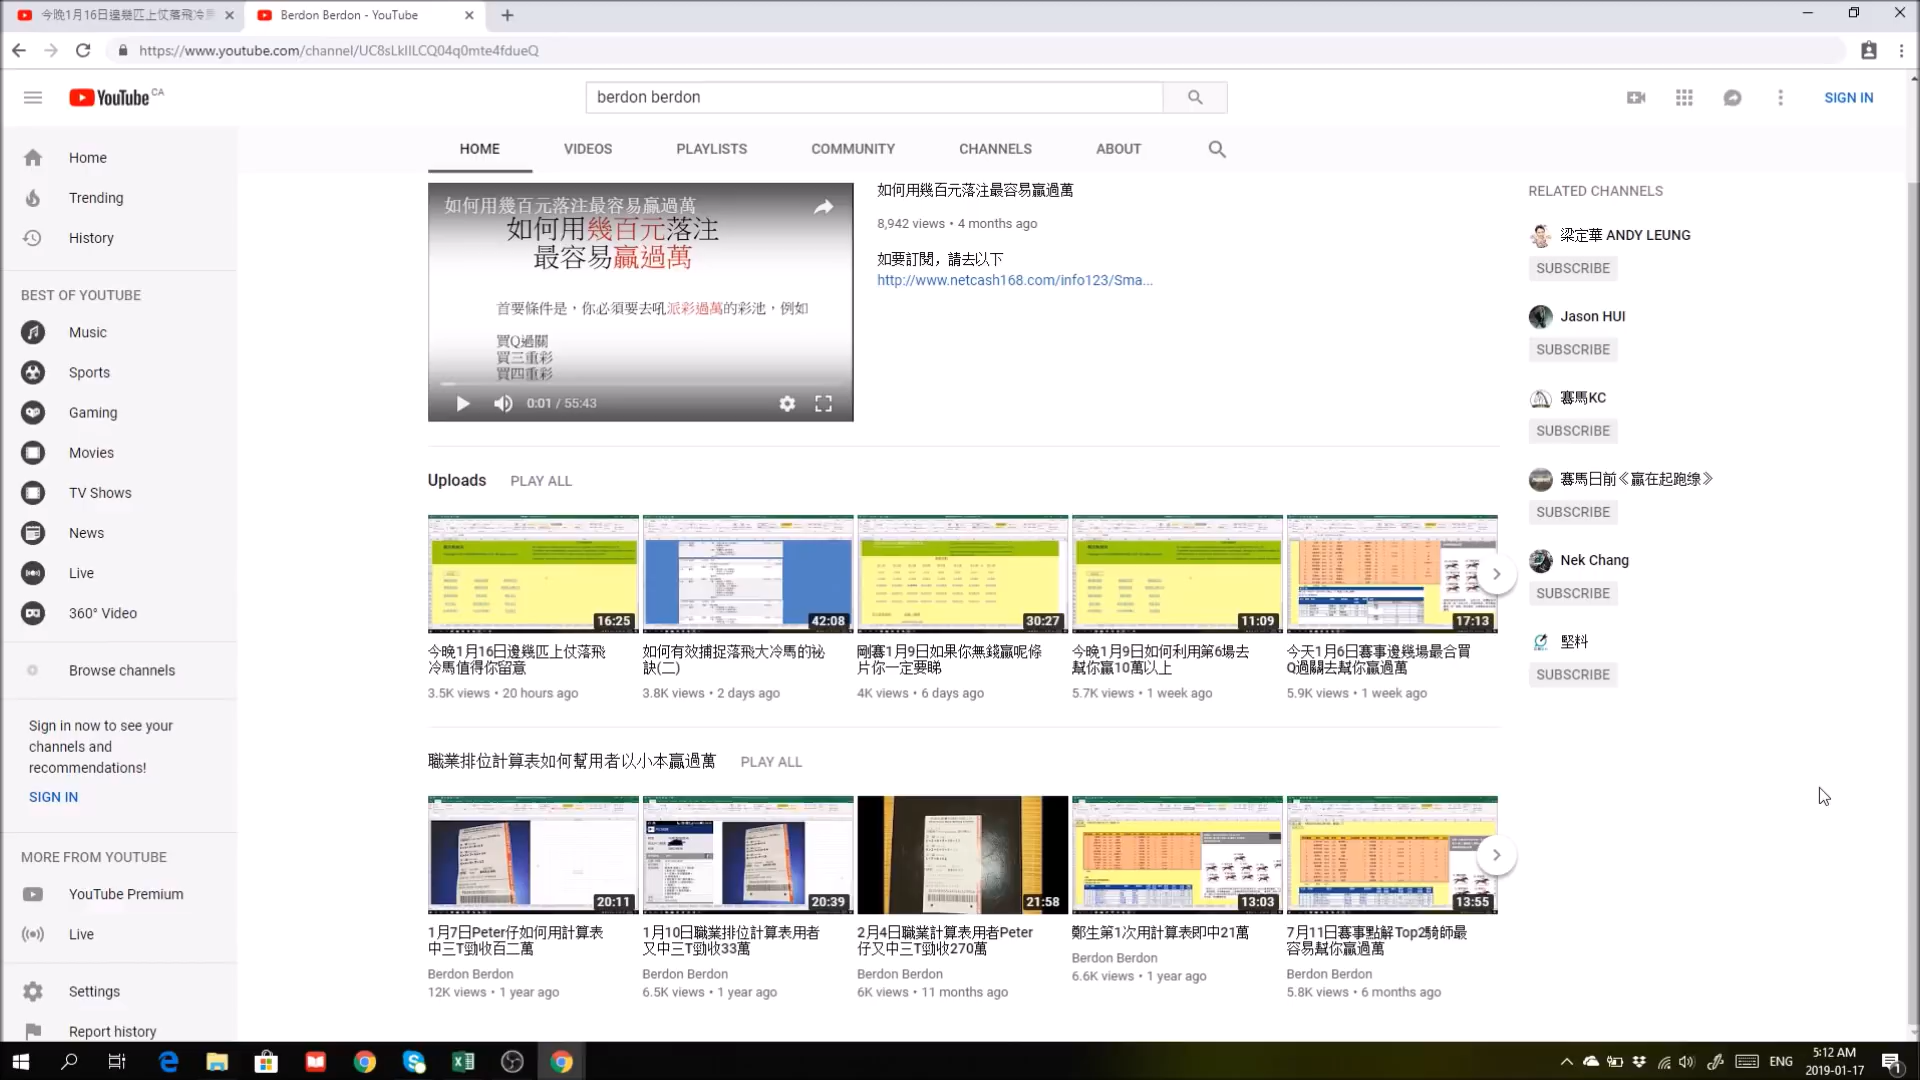 今晚1月16日邊幾匹上仗落飛冷馬
Berdon Berdon - YouTube
https://www.youtube.com/channel/UC8sLkIILCQ04q0mte4fdueQ
YouTube CA
berdon berdon
SIGN IN
HOME
VIDEOS
PLAYLISTS
COMMUNITY
CHANNELS
ABOUT
Home
Trending
History
BEST OF YOUTUBE
Music
Sports
Gaming
Movies
TV Shows
News
Live
360° Video
Browse channels
Sign in now to see your
channels and
recommendations!
SIGN IN
MORE FROM YOUTUBE
YouTube Premium
Live
Settings
Report history
如何用幾百元落注最容易贏過萬
如何用幾百元落注
最容易贏過萬
首要條件是，你必須要去吼派彩過萬的彩池，例如
買Q過關
買三重彩
買四重彩
0:01 / 55:43
如何用幾百元落注最容易贏過萬
8,942 views • 4 months ago
如要訂閱，請去以下
http://www.netcash168.com/info123/Sma...
Uploads PLAY ALL
16:25
今晚1月16日邊幾匹上仗落飛
冷馬值得你留意
3.5K views • 20 hours ago
42:08
如何有效捕捉落飛大冷馬的祕
訣(二)
3.8K views • 2 days ago
30:27
剛賽1月9日如果你無錢贏呢條
片你一定要睇
4K views • 6 days ago
11:09
今晚1月9日如何利用第6場去
幫你贏10萬以上
5.7K views • 1 week ago
17:13
今天1月6日賽事邊幾場最合買
Q過關去幫你贏過萬
5.9K views • 1 week ago
職業排位計算表如何幫用者以小本贏過萬 PLAY ALL
20:11
1月7日Peter仔如何用計算表
中三T勁收百二萬
Berdon Berdon
12K views • 1 year ago
20:39
1月10日職業排位計算表用者
又中三T勁收33萬
Berdon Berdon
6.5K views • 1 year ago
21:58
2月4日職業計算表用者Peter
仔又中三T勁收270萬
Berdon Berdon
6K views • 11 months ago
13:03
鄭生第1次用計算表即中21萬
Berdon Berdon
6.6K views • 1 year ago
13:55
7月11日賽事點解Top2騎師最
容易幫你贏過萬
Berdon Berdon
5.8K views • 6 months ago
RELATED CHANNELS
梁定華 ANDY LEUNG
SUBSCRIBE
Jason HUI
SUBSCRIBE
賽馬KC
SUBSCRIBE
賽馬日前《贏在起跑線》
SUBSCRIBE
Nek Chang
SUBSCRIBE
堅料
SUBSCRIBE
ENG
5:12 AM
2019-01-17
1